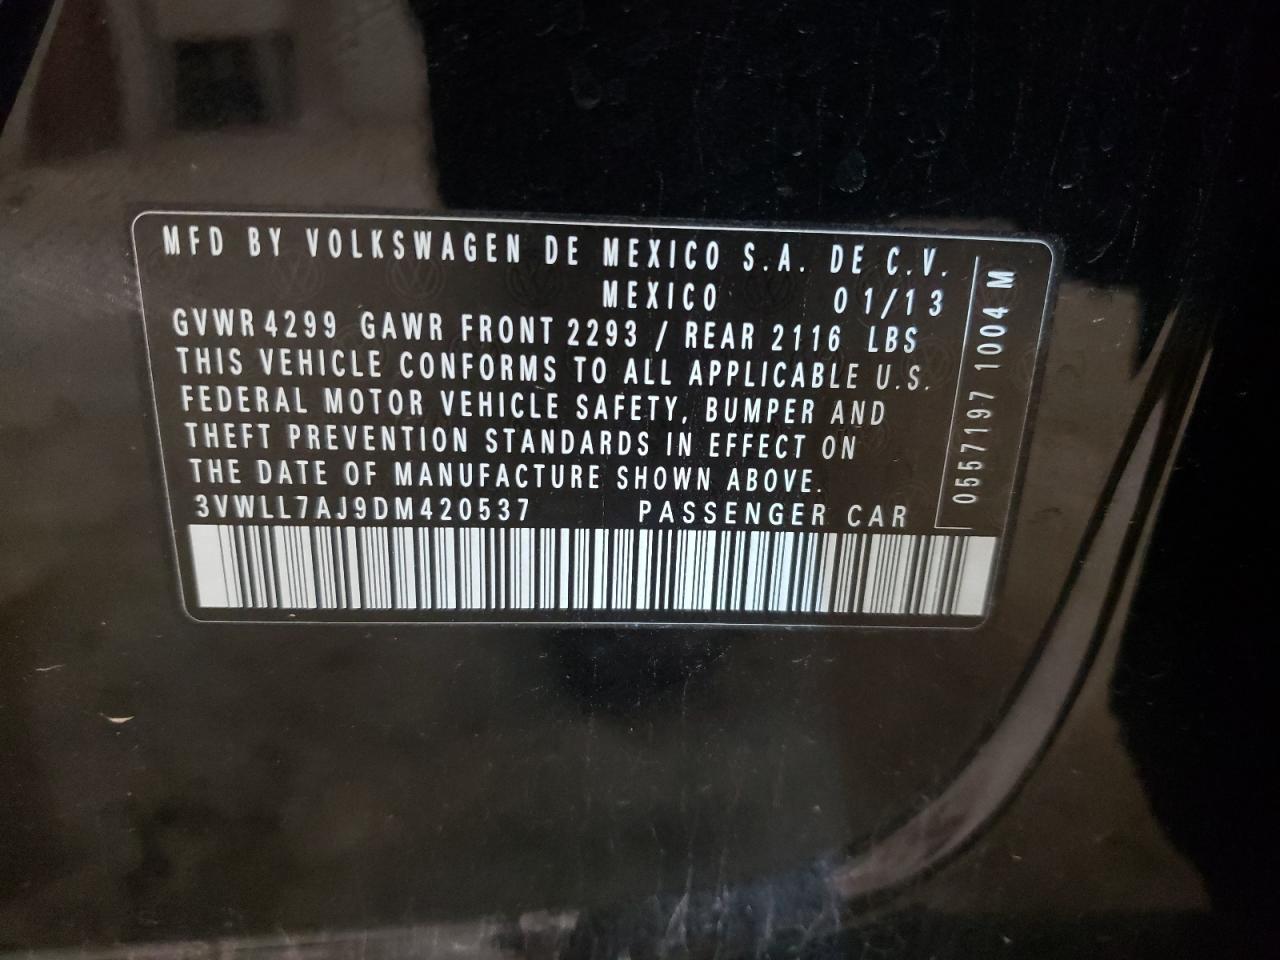 MFD BY VOLKSWAGEN DE MEXICO S.A. DE C.V.
MEXICO 01/13
GVWR 4299 GAWR FRONT 2293 / REAR 2116 LBS
THIS VEHICLE CONFORMS TO ALL APPLICABLE U.S.
FEDERAL MOTOR VEHICLE SAFETY, BUMPER AND
THEFT PREVENTION STANDARDS IN EFFECT ON
THE DATE OF MANUFACTURE SHOWN ABOVE.
3VWLL7AJ9DM420537 PASSENGER CAR
0557197 1004 M